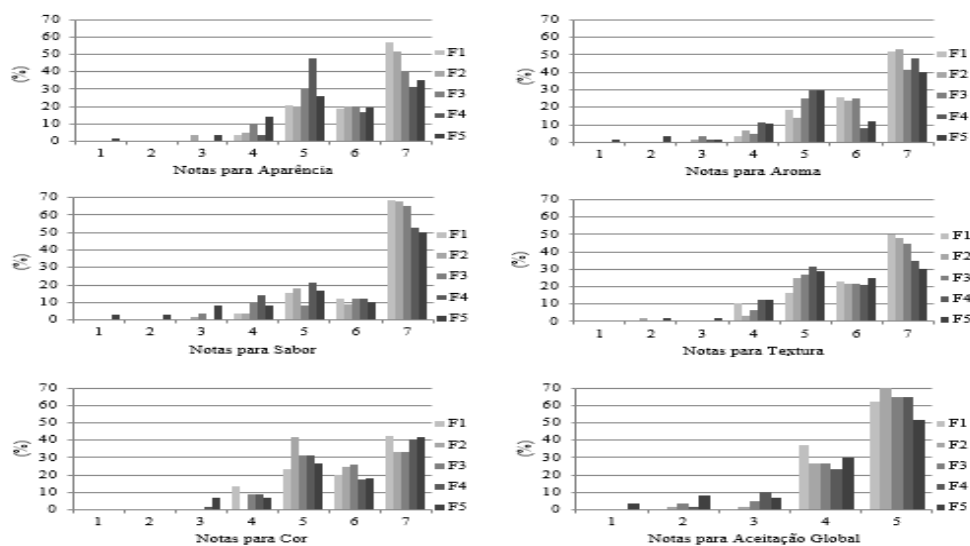 70
60
50
40
30
20
10
0
(%)
1 2 3 4 5 6 7
Notas para Aparência
F1
F2
F3
F4
F5
70
60
50
40
30
20
10
0
(%)
1 2 3 4 5 6 7
Notas para Aroma
F1
F2
F3
F4
F5
70
60
50
40
30
20
10
0
(%)
1 2 3 4 5 6 7
Notas para Sabor
F1
F2
F3
F4
F5
70
60
50
40
30
20
10
0
(%)
1 2 3 4 5 6 7
Notas para Textura
F1
F2
F3
F4
F5
70
60
50
40
30
20
10
0
(%)
1 2 3 4 5 6 7
Notas para Cor
F1
F2
F3
F4
F5
70
60
50
40
30
20
10
0
(%)
1 2 3 4 5
Notas para Aceitação Global
F1
F2
F3
F4
F5